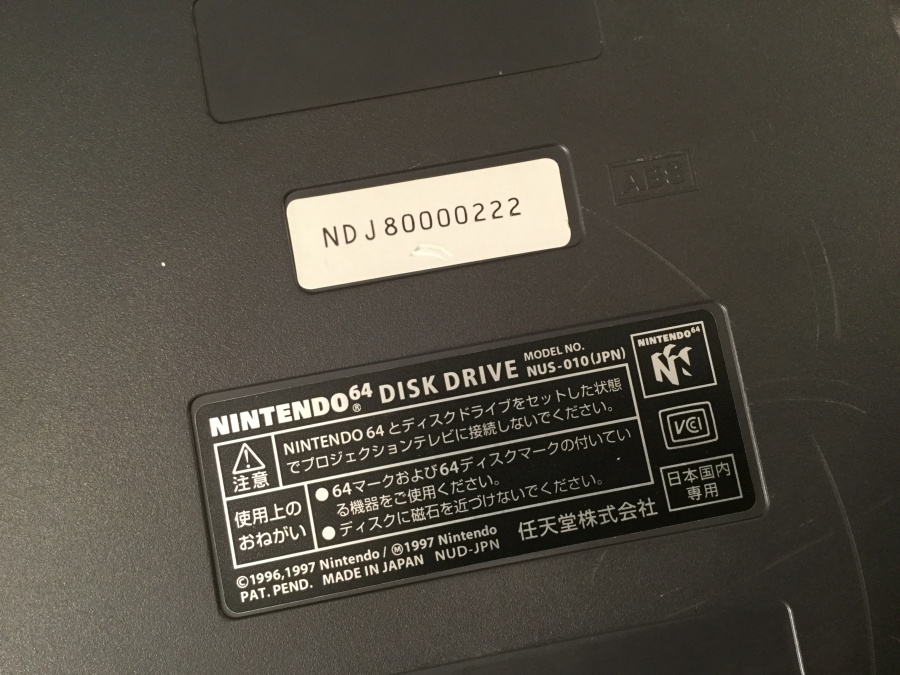 NDJ80000222
ABS
NINTENDO64® DISK DRIVE MODEL NO. NUS-010(JPN)
NINTENDO64
注意
NINTENDO 64 とディスクドライブをセットした状態
でプロジェクションテレビに接続しないでください。
VCI
使用上の
おねがい
●64マークおよび64ディスクマークの付いてい
る機器をご使用ください。
●ディスクに磁石を近づけないでください。
日本国内
専用
©1996,1997 Nintendo/Ⓜ1997 Nintendo
PAT. PEND. MADE IN JAPAN NUD-JPN
任天堂株式会社